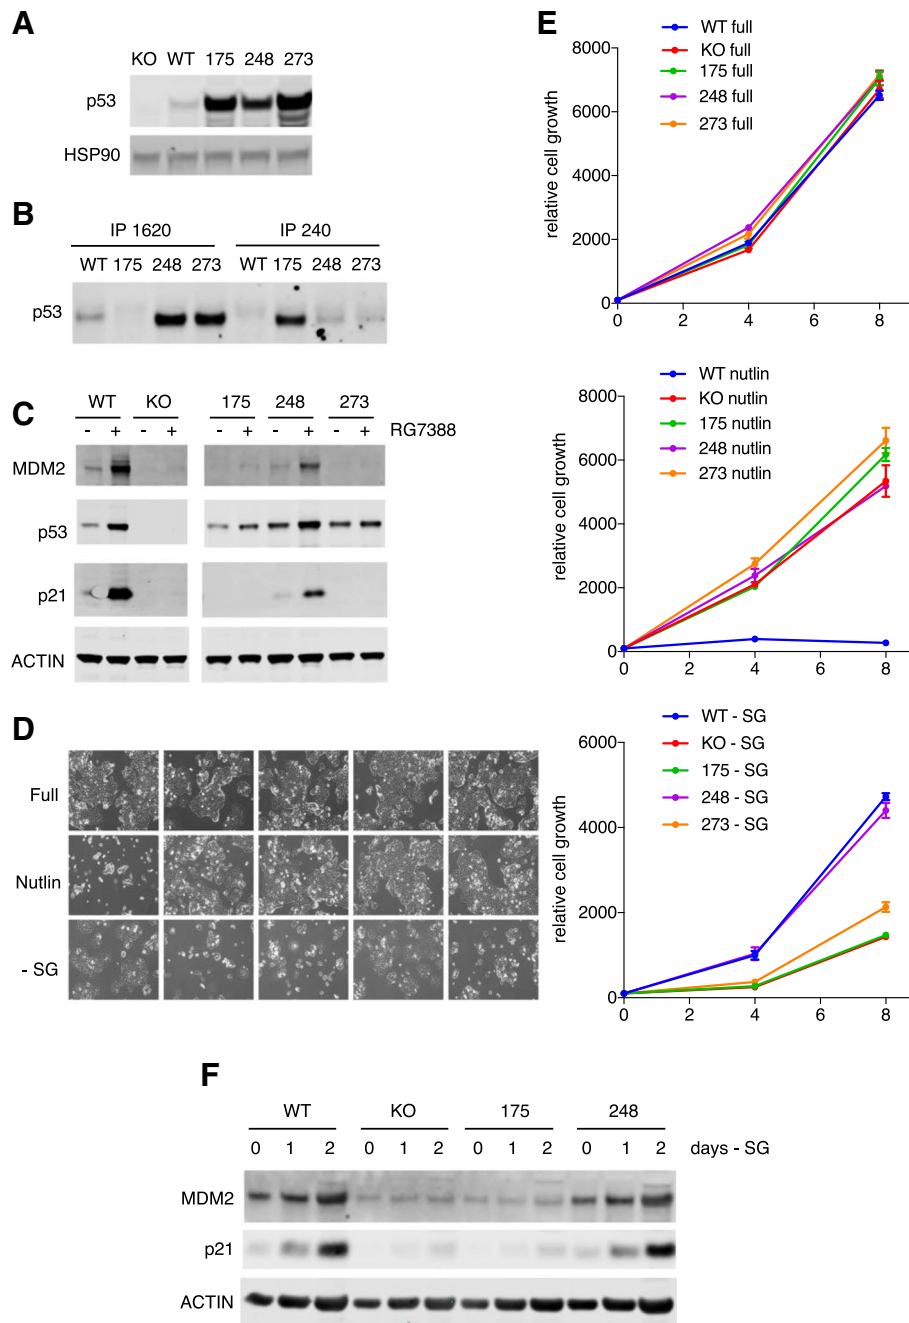 A
KO WT 175 248 273
p53
HSP90
B
IP 1620 IP 240
WT 175 248 273 WT 175 248 273
p53
C
WT KO 175 248 273
- + - + - + - + - + RG7388
MDM2
p53
p21
ACTIN
D
Full
Nutlin
- SG
E
WT full
KO full
175 full
248 full
273 full
relative cell growth
8000
6000
4000
2000
0
0 2 4 6 8
WT nutlin
KO nutlin
175 nutlin
248 nutlin
273 nutlin
relative cell growth
8000
6000
4000
2000
0
0 2 4 6 8
WT - SG
KO - SG
175 - SG
248 - SG
273 - SG
relative cell growth
6000
4000
2000
0
0 2 4 6 8
F
WT KO 175 248
0 1 2 0 1 2 0 1 2 0 1 2 days - SG
MDM2
p21
ACTIN